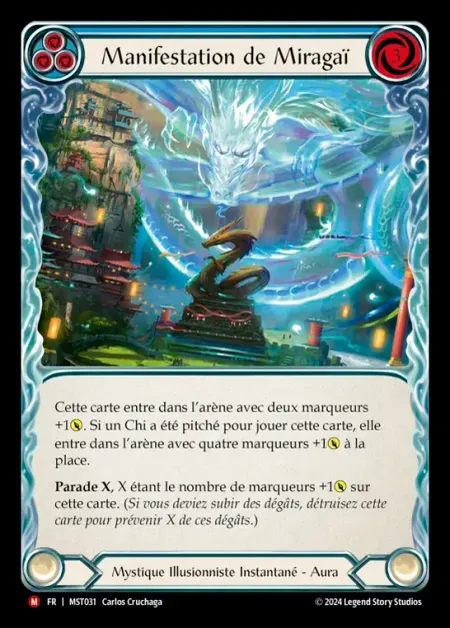 Manifestation de Miragaï
3
Cette carte entre dans l'arène avec deux marqueurs
+1. Si un Chi a été pitché pour jouer cette carte, elle
entre dans l'arène avec quatre marqueurs +1 à la
place.
Parade X, X étant le nombre de marqueurs +1 sur
cette carte. (Si vous deviez subir des dégâts, détruisez cette
carte pour prévenir X de ces dégâts.)
Mystique Illusionniste Instantané - Aura
M FR | MST031 Carlos Cruchaga © 2024 Legend Story Studios